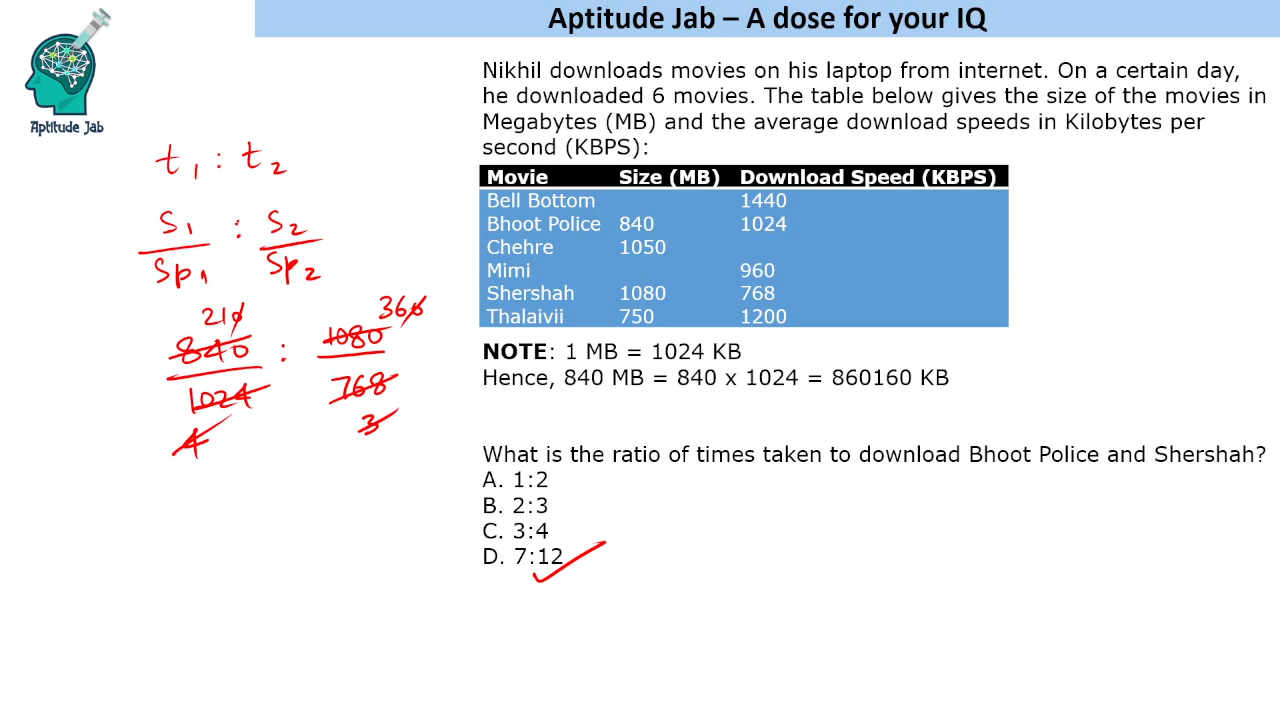 Aptitude Jab – A dose for your IQ
Aptitude Jab
Nikhil downloads movies on his laptop from internet. On a certain day,
he downloaded 6 movies. The table below gives the size of the movies in
Megabytes (MB) and the average download speeds in Kilobytes per
second (KBPS):
Movie Size (MB) Download Speed (KBPS)
Bell Bottom 1440
Bhoot Police 840 1024
Chehre 1050
Mimi 960
Shershah 1080 768
Thalaivii 750 1200
NOTE: 1 MB = 1024 KB
Hence, 840 MB = 840 x 1024 = 860160 KB
What is the ratio of times taken to download Bhoot Police and Shershah?
A. 1:2
B. 2:3
C. 3:4
D. 7:12
t1 : t2
S1 : S2
Sp1 Sp2
210 360
840 : 1080
1024 768
4 3